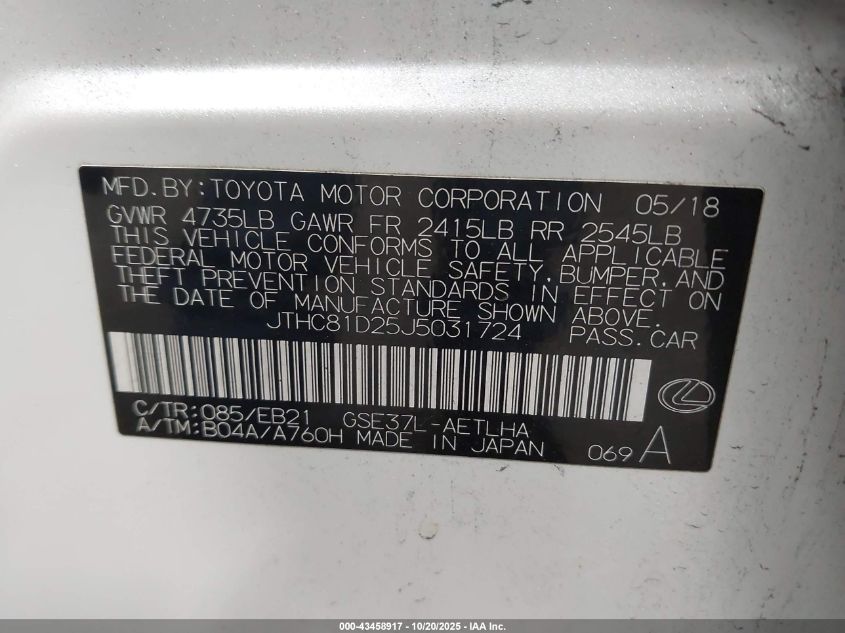 MFD. BY: TOYOTA MOTOR CORPORATION 05/18
GVWR 4735LB GAWR FR 2415LB RR 2545LB
THIS VEHICLE CONFORMS TO ALL APPLICABLE
FEDERAL MOTOR VEHICLE SAFETY, BUMPER, AND
THEFT PREVENTION STANDARDS IN EFFECT ON
THE DATE OF MANUFACTURE SHOWN ABOVE.
JTHC81D25J5031724 PASS. CAR
C/TR: 085/EB21 GSE37L-AETLHA
A/TM: B04A/A760H MADE IN JAPAN 069 A
000-43458917 - 10/20/2025 - IAA Inc.